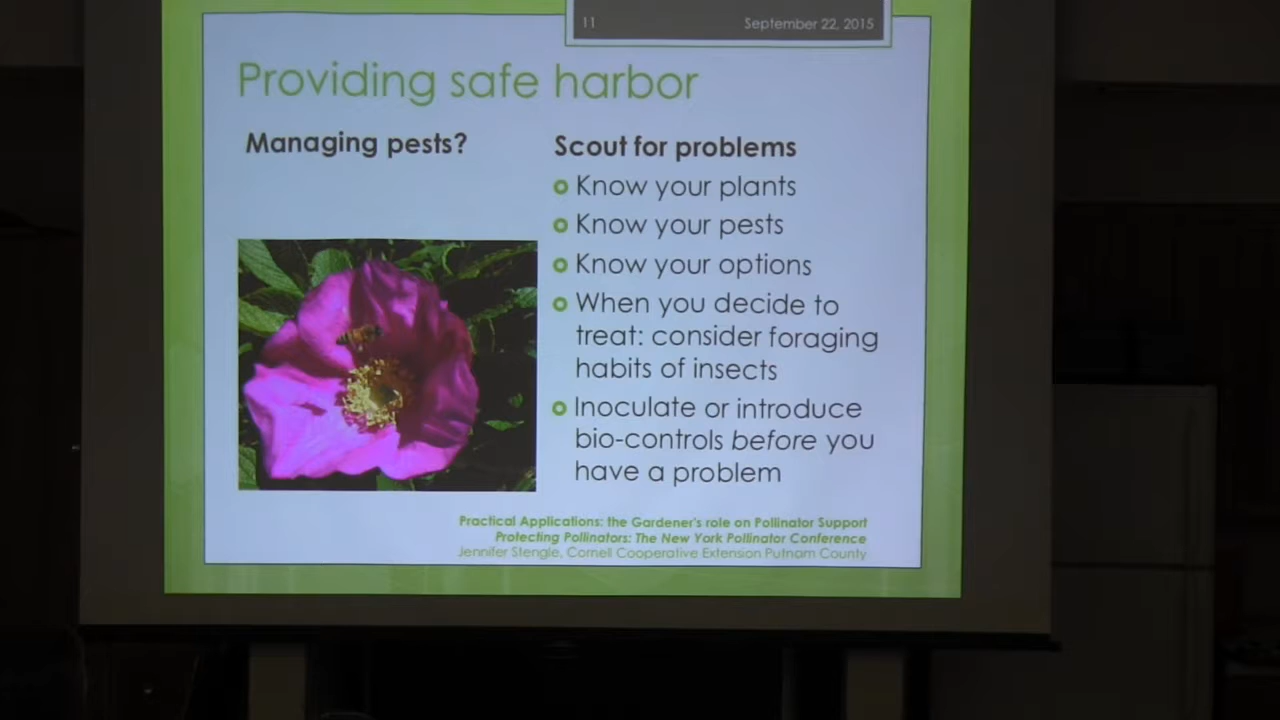 11 September 22, 2015
Providing safe harbor
Managing pests?
Scout for problems
Know your plants
Know your pests
Know your options
When you decide to
treat: consider foraging
habits of insects
Inoculate or introduce
bio-controls before you
have a problem
Practical Applications: the Gardener's role on Pollinator Support
Protecting Pollinators: The New York Pollinator Conference
Jennifer Stengle, Cornell Cooperative Extension Putnam County